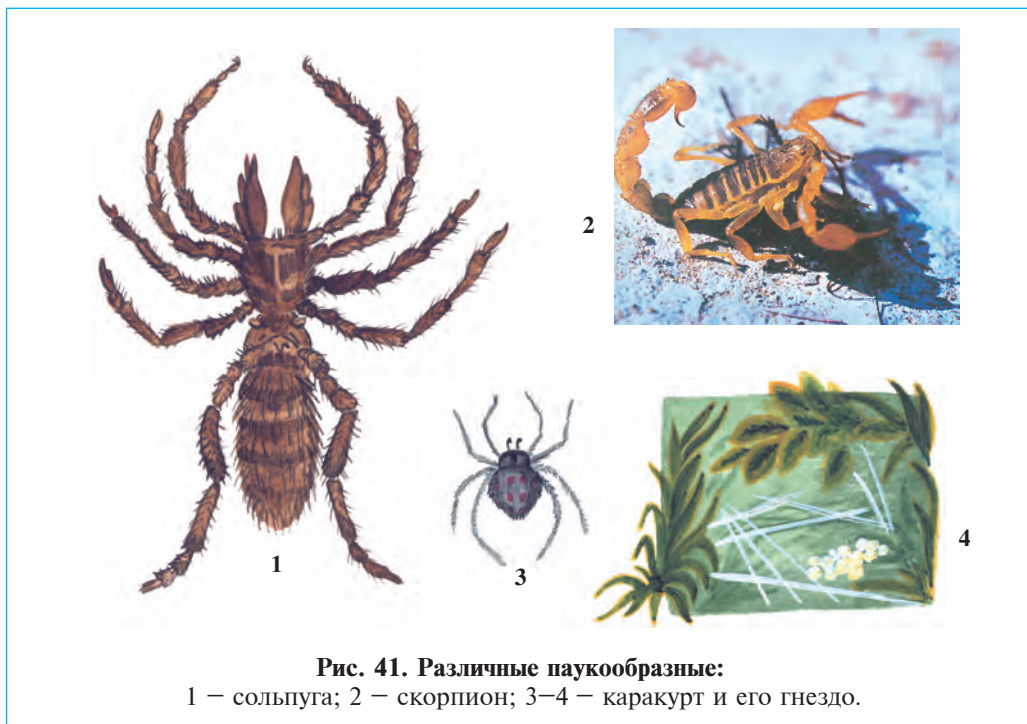 2
1
3
4
Рис. 41. Различные паукообразные:
1 – сольпуга; 2 – скорпион; 3–4 – каракурт и его гнездо.